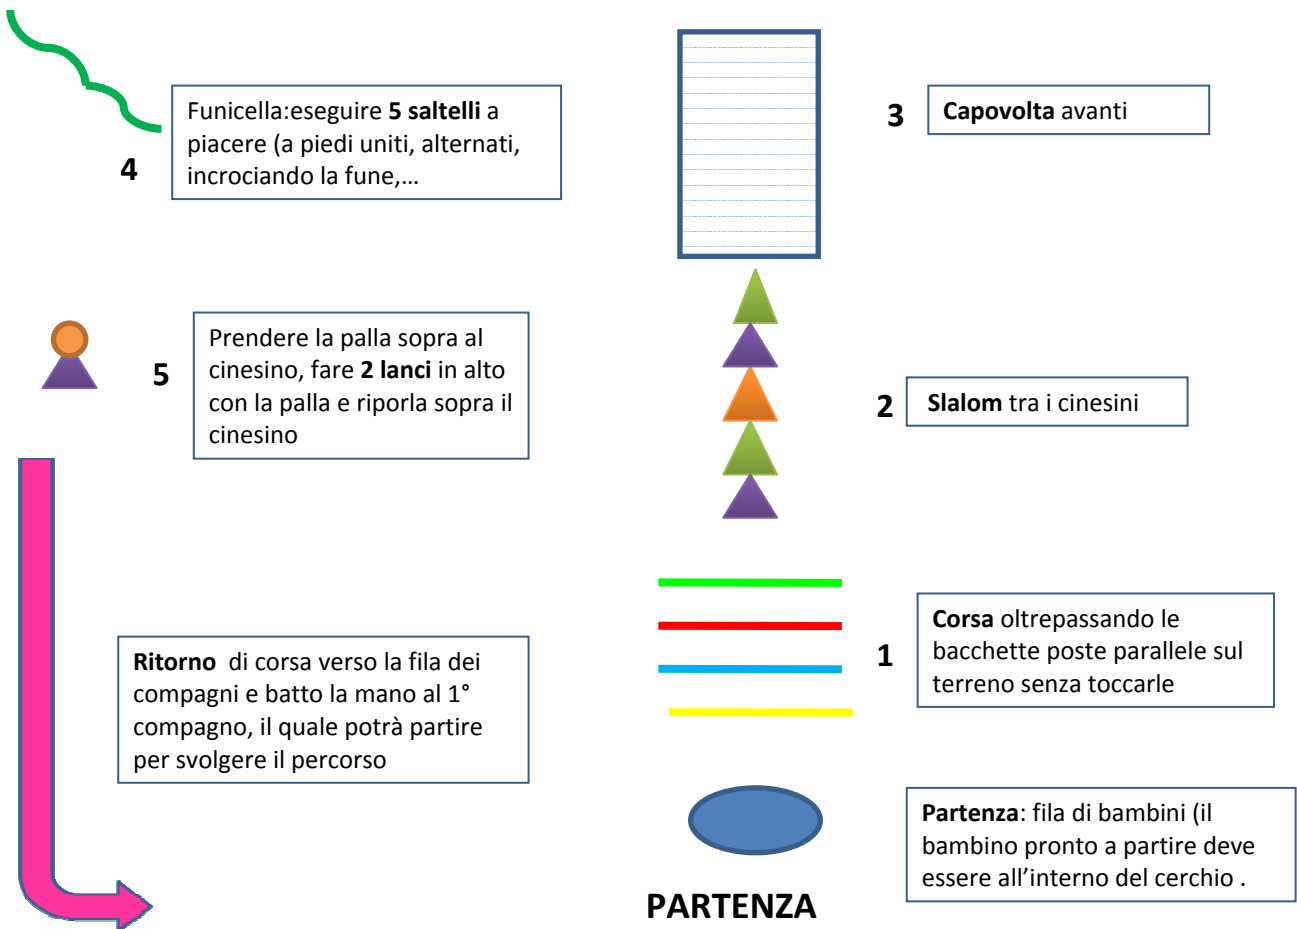 Funicella:eseguire 5 saltelli a
piacere (a piedi uniti, alternati,
incrociando la fune,…
4
3
Capovolta avanti
Prendere la palla sopra al
cinesino, fare 2 lanci in alto
con la palla e riporla sopra il
cinesino
5
2
Slalom tra i cinesini
Ritorno di corsa verso la fila dei
compagni e batto la mano al 1°
compagno, il quale potrà partire
per svolgere il percorso
1
Corsa oltrepassando le
bacchette poste parallele sul
terreno senza toccarle
Partenza: fila di bambini (il
bambino pronto a partire deve
essere all’interno del cerchio .
PARTENZA